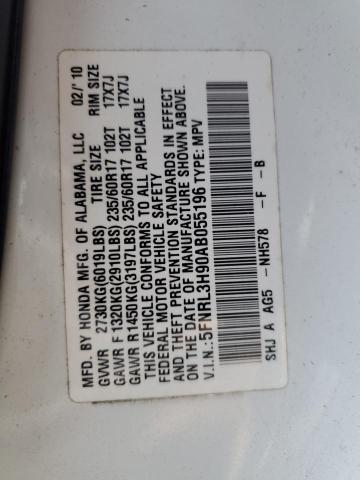 MFD. BY HONDA MFG. OF ALABAMA, LLC 02/'10
TIRE SIZE RIM SIZE
GVWR 2730KG(6019LBS)
GAWR F1320KG(2910LBS) 235/60R17 102T 17X7J
GAWR R1450KG(3197LBS) 235/60R17 102T 17X7J
THIS VEHICLE CONFORMS TO ALL APPLICABLE
FEDERAL MOTOR VEHICLE SAFETY
AND THEFT PREVENTION STANDARDS IN EFFECT
ON THE DATE OF MANUFACTURE SHOWN ABOVE.
V.I.N.:5FNRL3H90AB055196 TYPE: MPV
SHJ A AG5 -NH578 -F -B